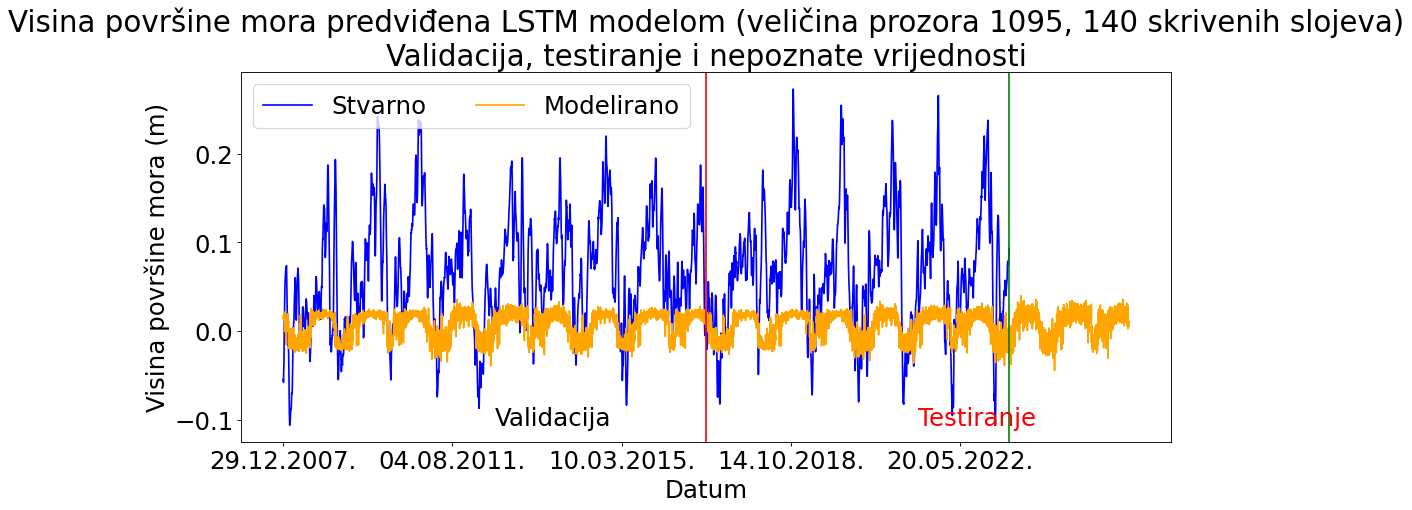 Visina površine mora predviđena LSTM modelom (veličina prozora 1095, 140 skrivenih slojeva)
Validacija, testiranje i nepoznate vrijednosti
Stvarno
Modelirano
Visina površine mora (m)
0.2
0.1
0.0
−0.1
Validacija
Testiranje
29.12.2007.
04.08.2011.
10.03.2015.
14.10.2018.
20.05.2022.
Datum